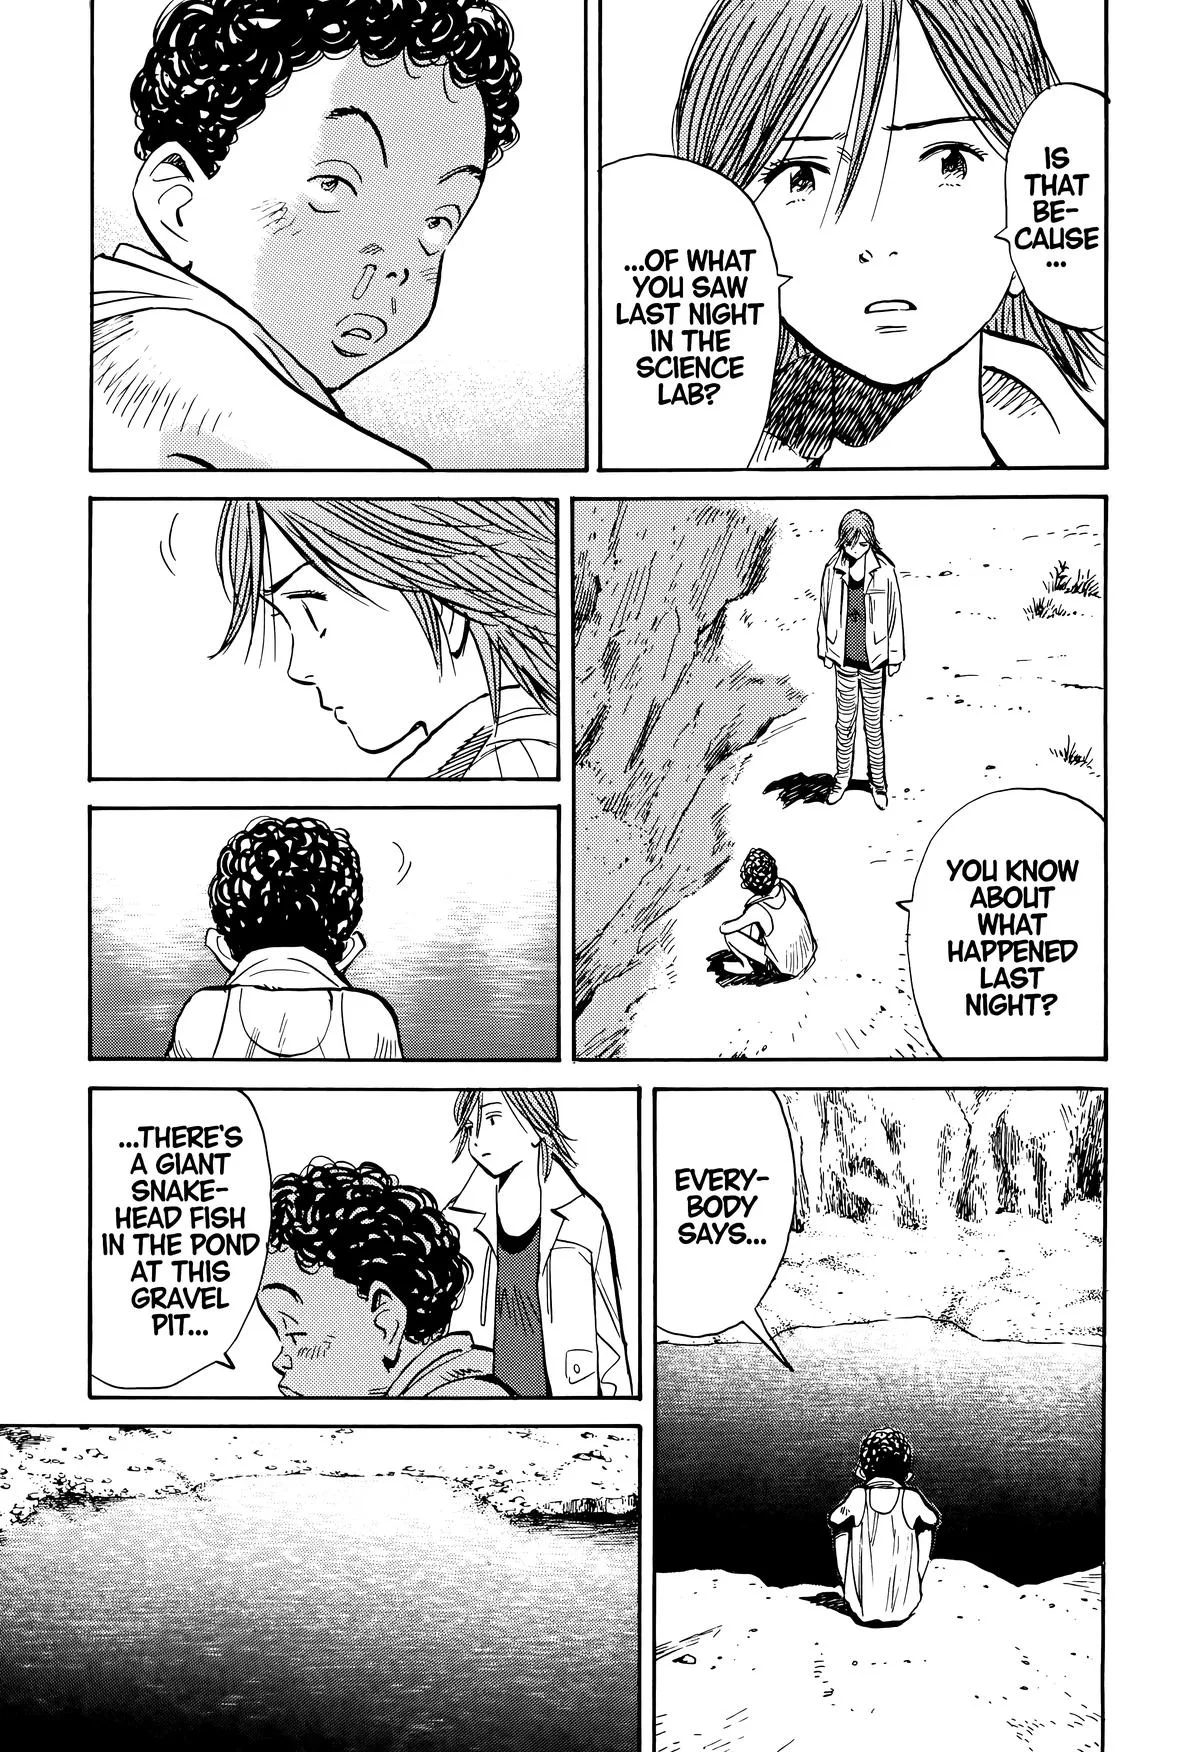 IS
THAT
BE-
CAUSE
...
...OF WHAT
YOU SAW
LAST NIGHT
IN THE
SCIENCE
LAB?
YOU KNOW
ABOUT
WHAT
HAPPENED
LAST
NIGHT?
EVERY-
BODY
SAYS...
...THERE'S
A GIANT
SNAKE-
HEAD FISH
IN THE POND
AT THIS
GRAVEL
PIT...